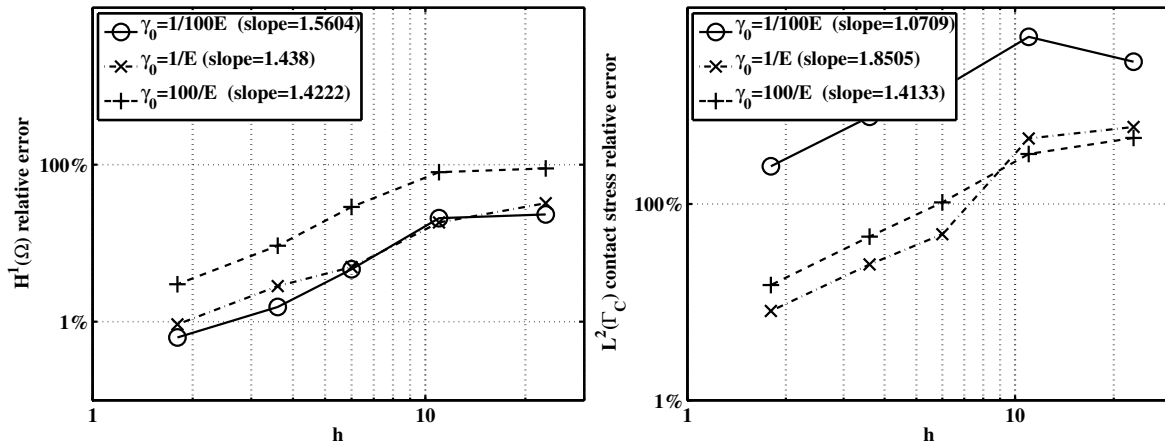 γ₀=1/100E (slope=1.5604)
γ₀=1/E (slope=1.438)
γ₀=100/E (slope=1.4222)
H¹(Ω) relative error
100%
1%
1
10
h
γ₀=1/100E (slope=1.0709)
γ₀=1/E (slope=1.8505)
γ₀=100/E (slope=1.4133)
L²(Γ_C) contact stress relative error
100%
1%
1
10
h